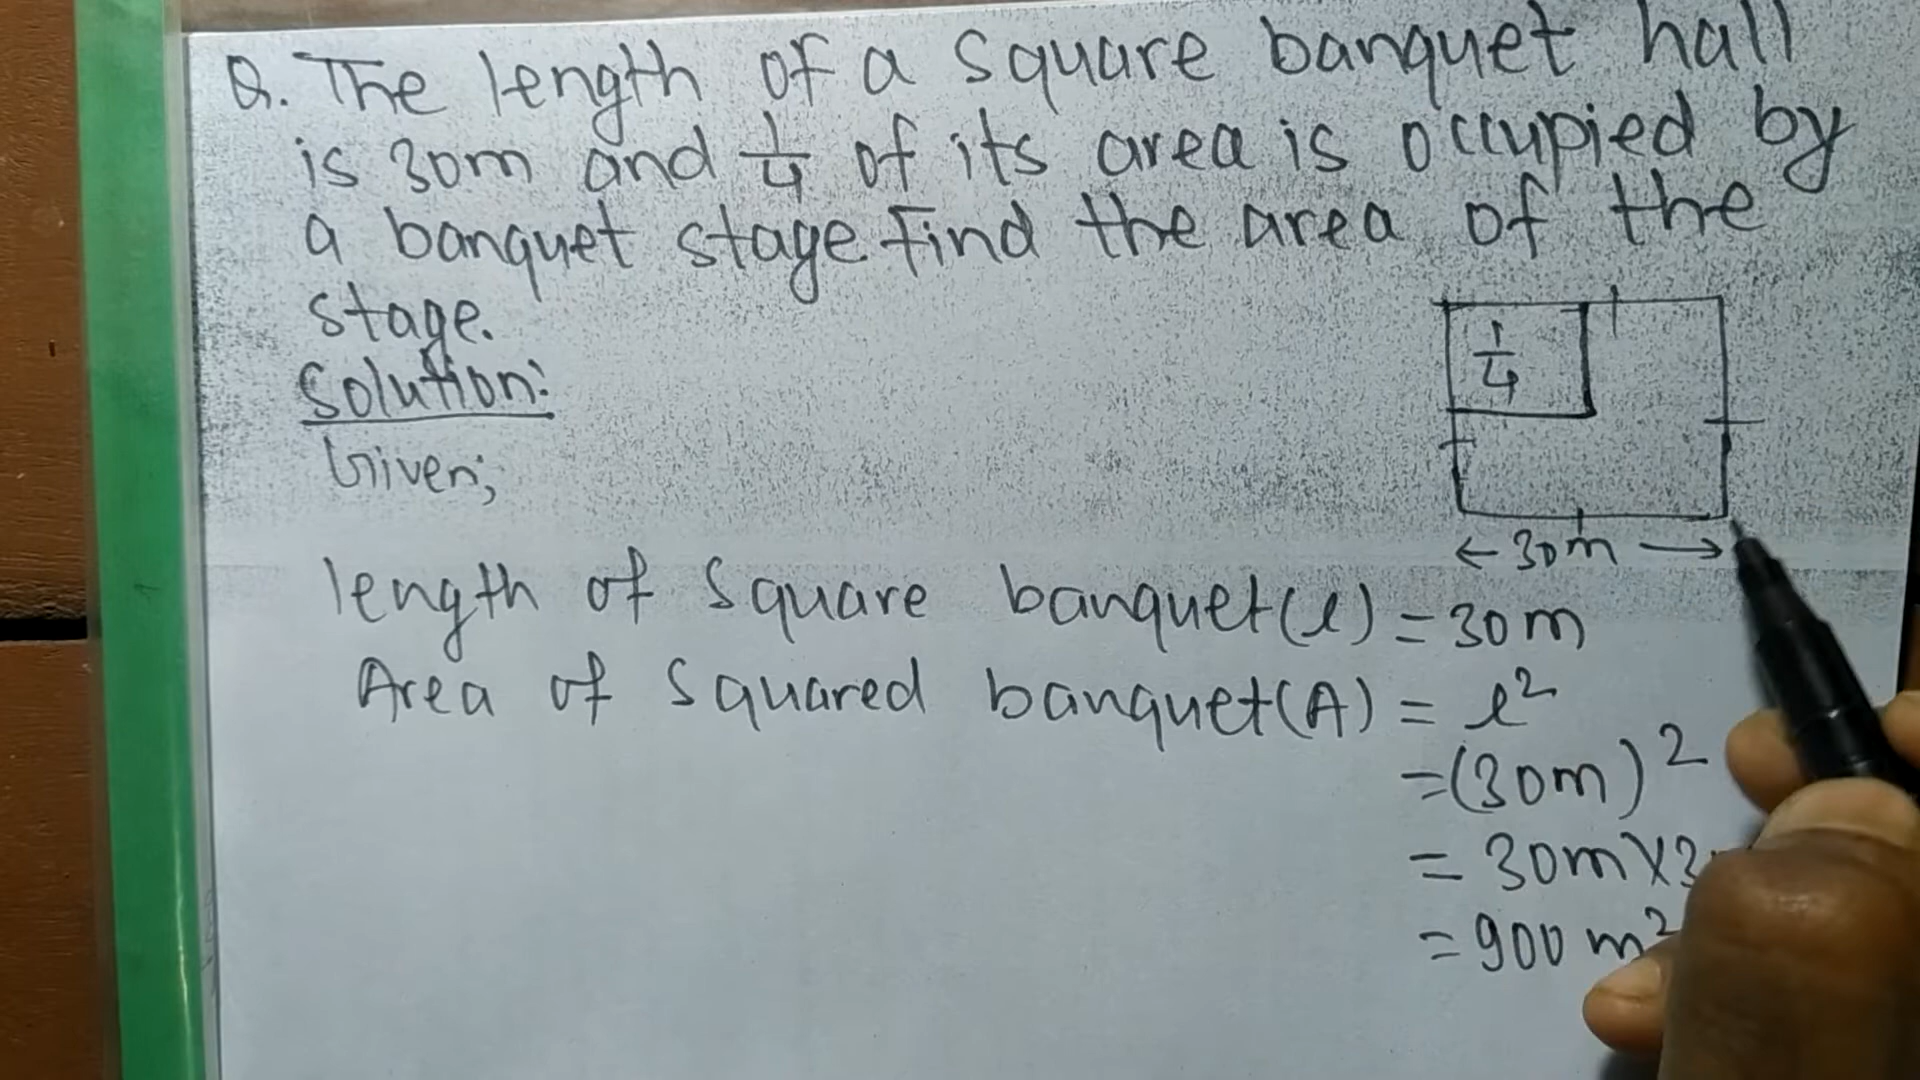 Q. The length of a square banquet hall
is 30m and 1/4 of its area is occupied by
a banquet stage Find the area of the
stage.
Solution:
Given;
1/4
← 30m →
length of square banquet(l) = 30m
Area of Squared banquet(A) = l²
=(30m)²
= 30m×3
= 900 m²